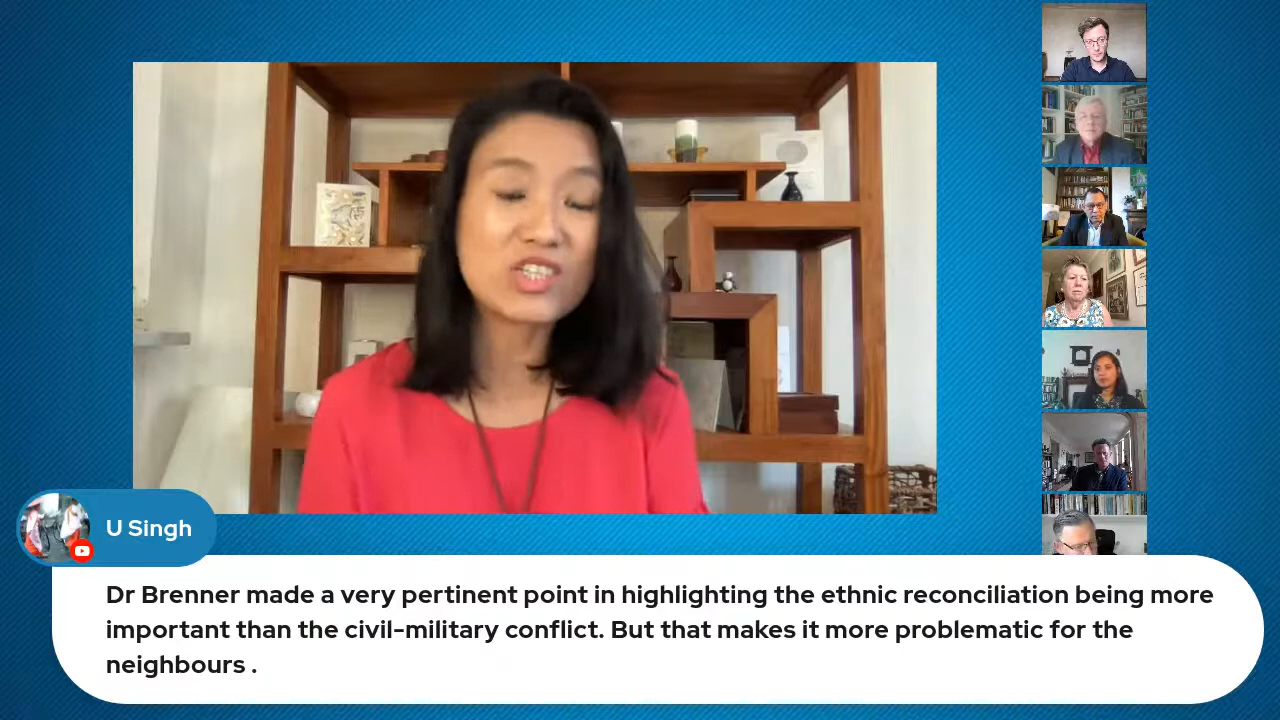 U Singh
Dr Brenner made a very pertinent point in highlighting the ethnic reconciliation being more
important than the civil-military conflict. But that makes it more problematic for the
neighbours .